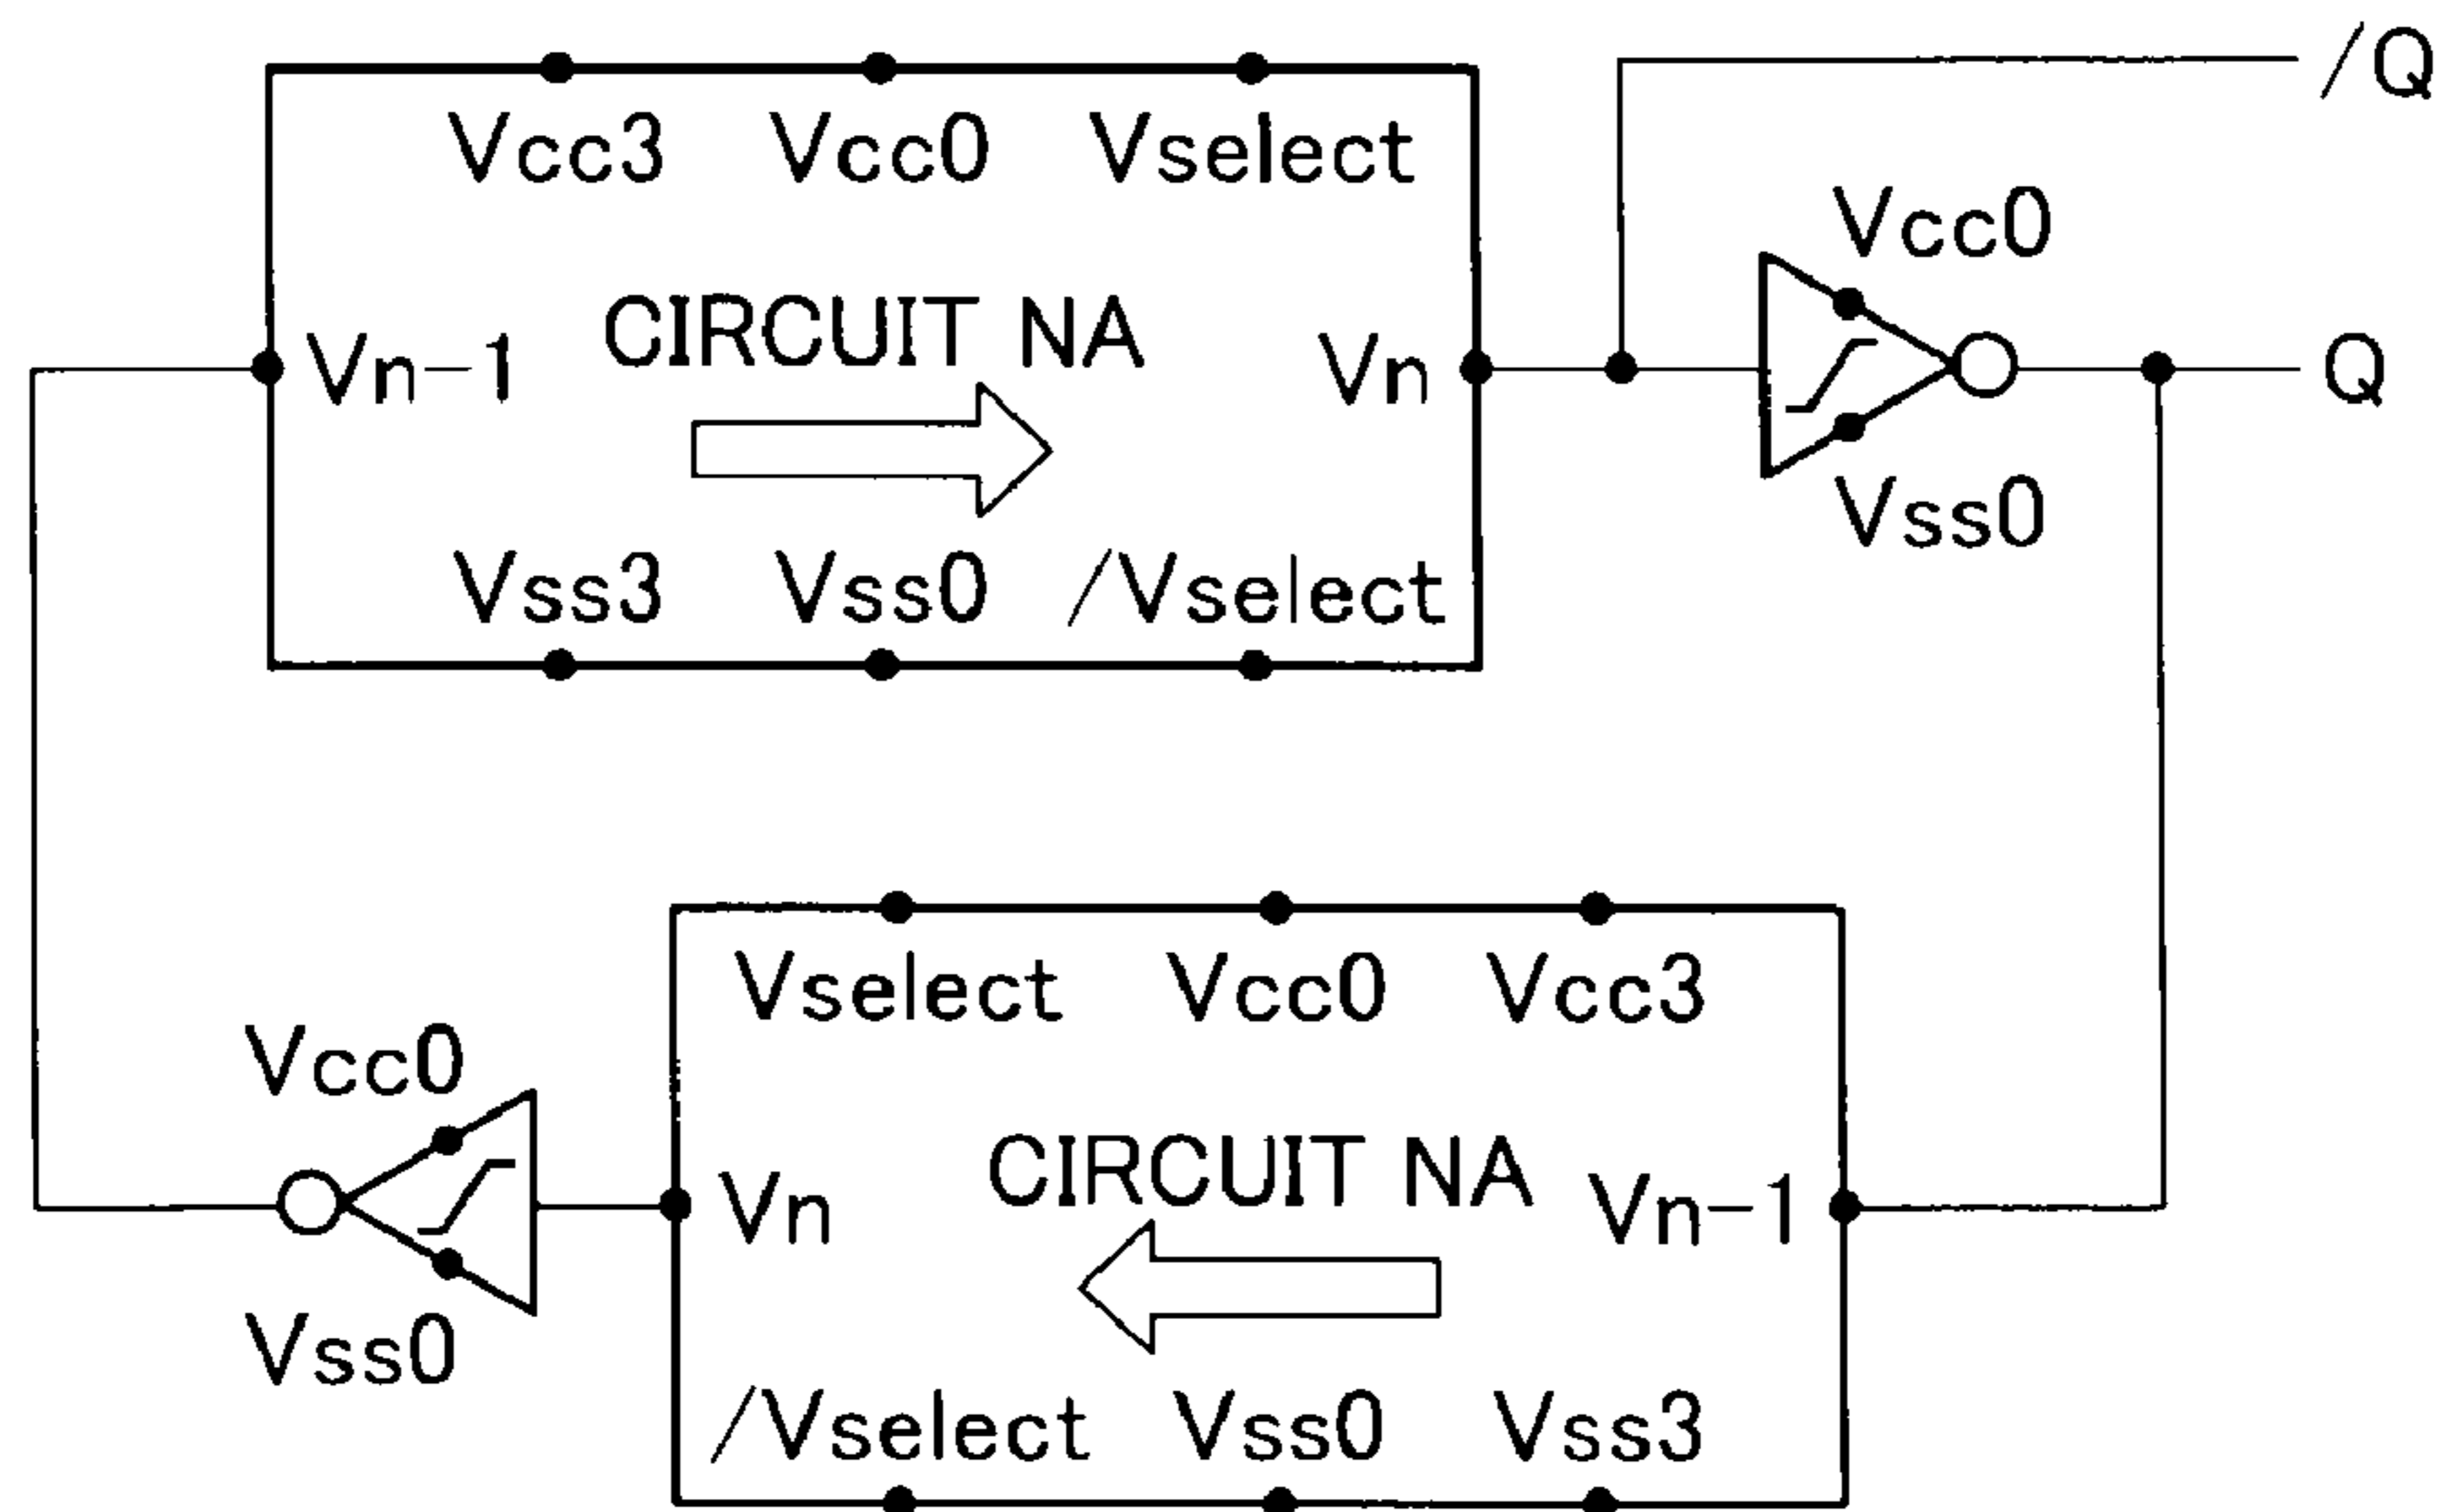 /Q
Vcc3 Vcc0 Vselect
Vcc0
CIRCUIT NA
Vn-1 Vn Q
Vss0
Vss3 Vss0 /Vselect
Vselect Vcc0 Vcc3
Vcc0
CIRCUIT NA
Vn Vn-1
Vss0
/Vselect Vss0 Vss3